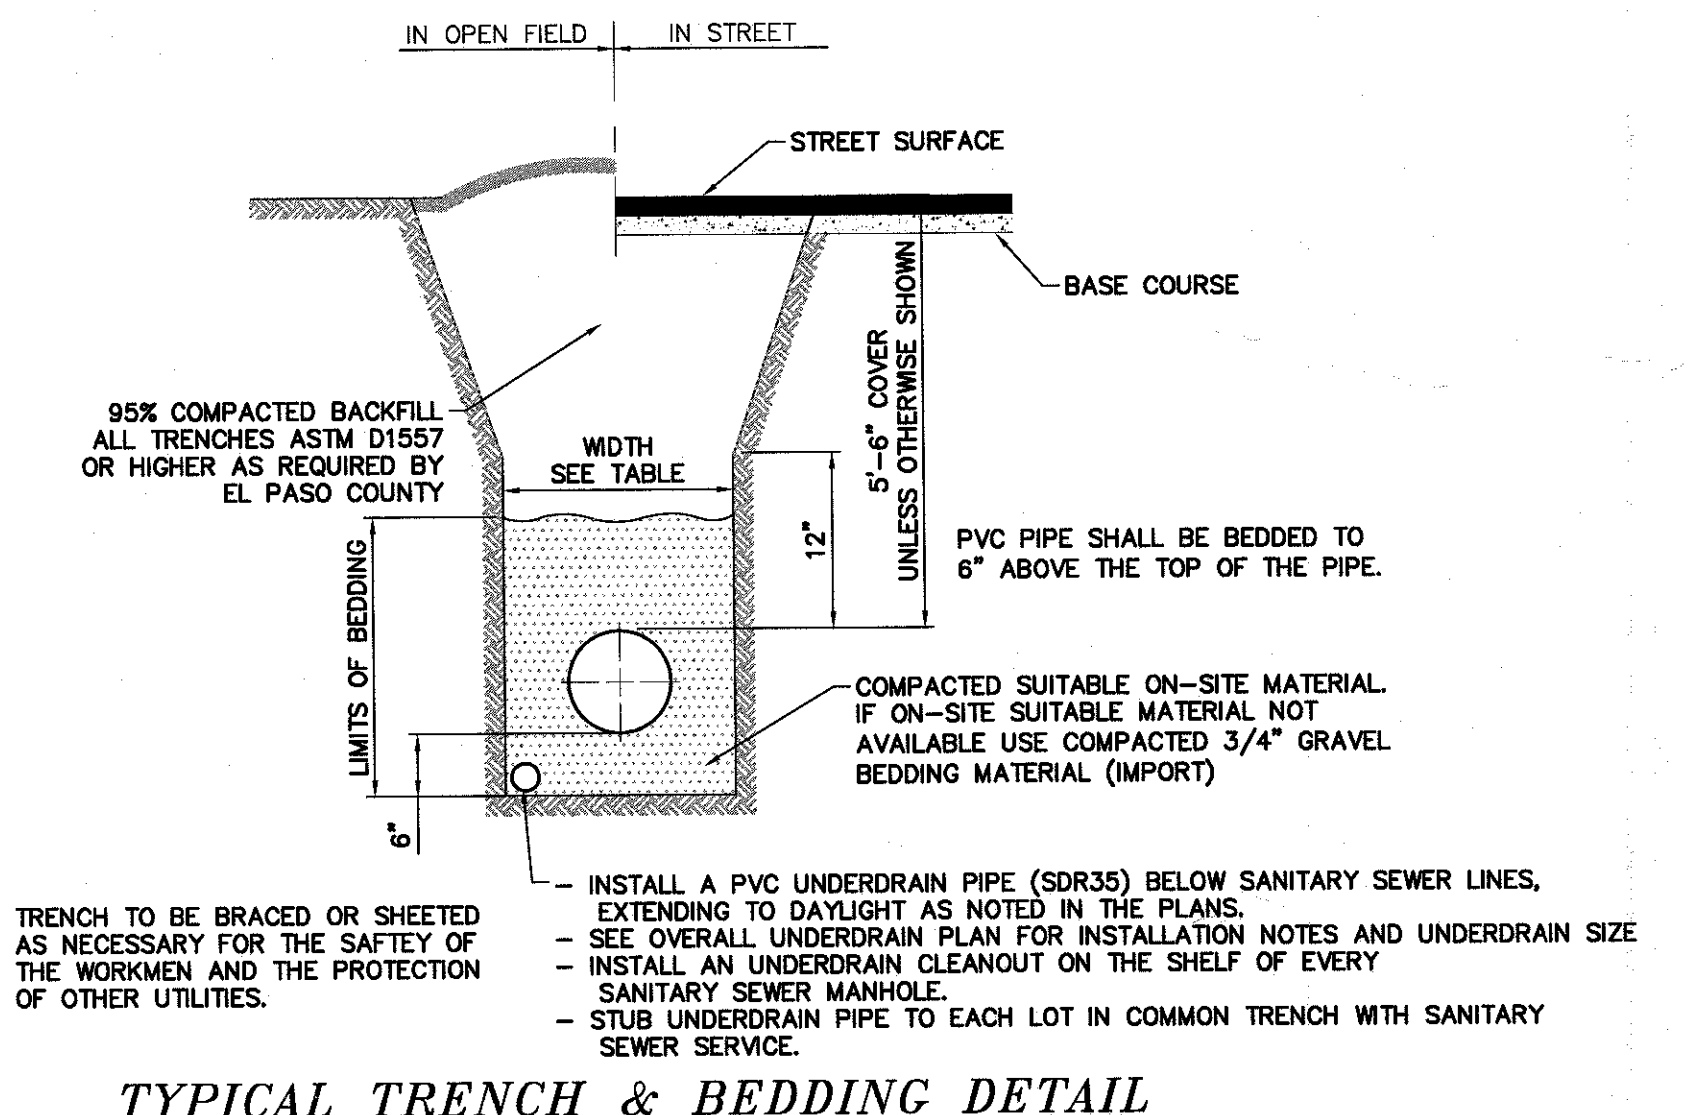 IN OPEN FIELD
IN STREET
STREET SURFACE
BASE COURSE
5'-6" COVER
UNLESS OTHERWISE SHOWN
95% COMPACTED BACKFILL
ALL TRENCHES ASTM D1557
OR HIGHER AS REQUIRED BY
EL PASO COUNTY
WIDTH
SEE TABLE
12"
LIMITS OF BEDDING
PVC PIPE SHALL BE BEDDED TO
6" ABOVE THE TOP OF THE PIPE.
COMPACTED SUITABLE ON-SITE MATERIAL.
IF ON-SITE SUITABLE MATERIAL NOT
AVAILABLE USE COMPACTED 3/4" GRAVEL
BEDDING MATERIAL (IMPORT)
6"
TRENCH TO BE BRACED OR SHEETED
AS NECESSARY FOR THE SAFTEY OF
THE WORKMEN AND THE PROTECTION
OF OTHER UTILITIES.
- INSTALL A PVC UNDERDRAIN PIPE (SDR35) BELOW SANITARY SEWER LINES,
EXTENDING TO DAYLIGHT AS NOTED IN THE PLANS.
- SEE OVERALL UNDERDRAIN PLAN FOR INSTALLATION NOTES AND UNDERDRAIN SIZE
- INSTALL AN UNDERDRAIN CLEANOUT ON THE SHELF OF EVERY
SANITARY SEWER MANHOLE.
- STUB UNDERDRAIN PIPE TO EACH LOT IN COMMON TRENCH WITH SANITARY
SEWER SERVICE.
TYPICAL TRENCH & BEDDING DETAIL